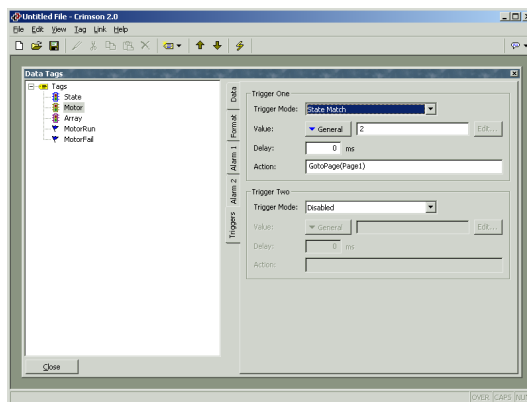 Untitled File - Crimson 2.0
File Edit View Tag Link Help
Data Tags
Tags
State
Motor
Array
MotorRun
MotorFail
Data
Format
Alarm 1
Alarm 2
Triggers
Trigger One
Trigger Mode: State Match
Value: General 2 Edit...
Delay: 0 ms
Action: GotoPage(Page1)
Trigger Two
Trigger Mode: Disabled
Value: General Edit...
Delay: 0 ms
Action:
Close
OVER CAPS NUM